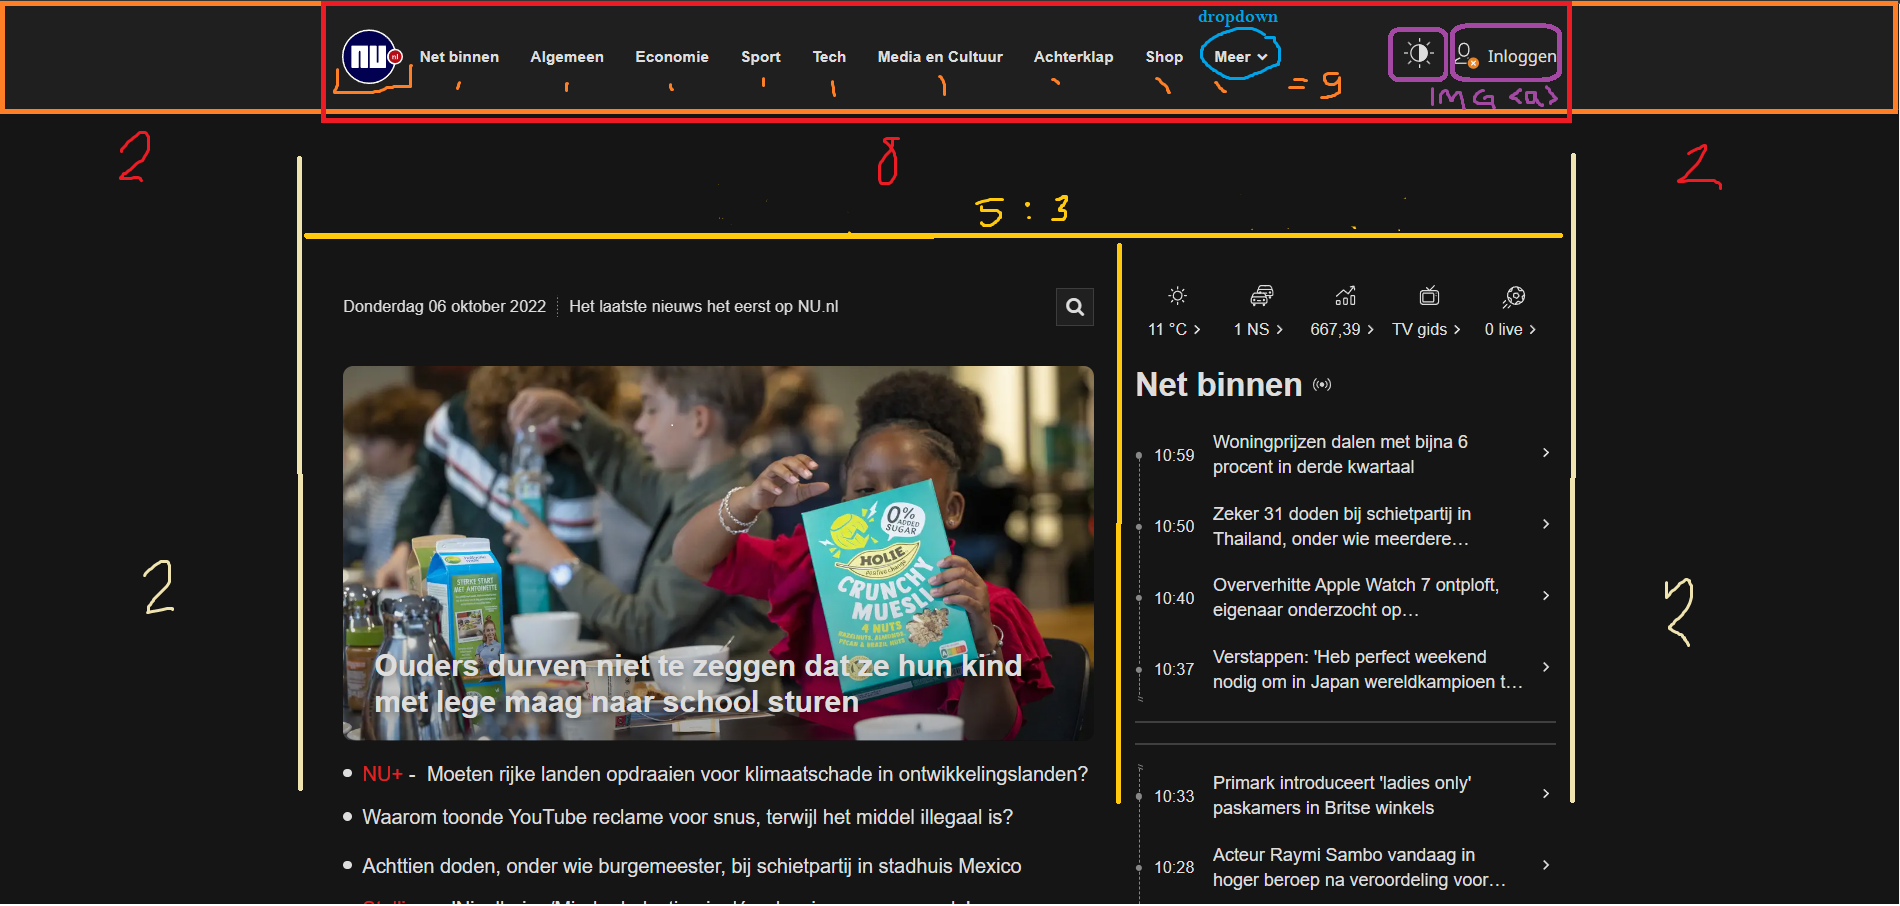 dropdown
NU nl Net binnen Algemeen Economie Sport Tech Media en Cultuur Achterklap Shop Meer Inloggen
= 9 IMG <a>
2 8 2
5 : 3
Donderdag 06 oktober 2022 Het laatste nieuws het eerst op NU.nl
11 °C 1 NS 667,39 TV gids 0 live
Net binnen
10:59 Woningprijzen dalen met bijna 6
procent in derde kwartaal
10:50 Zeker 31 doden bij schietpartij in
Thailand, onder wie meerdere…
10:40 Oververhitte Apple Watch 7 ontploft,
eigenaar onderzocht op…
10:37 Verstappen: 'Heb perfect weekend
nodig om in Japan wereldkampioen t…
2 2
0%
ADDED
SUGAR
HOLIE
CRUNCHY
MUESLI
4 NUTS
STERKE START
MET ANTOINETTE
Ouders durven niet te zeggen dat ze hun kind
met lege maag naar school sturen
NU+ - Moeten rijke landen opdraaien voor klimaatschade in ontwikkelingslanden?
Waarom toonde YouTube reclame voor snus, terwijl het middel illegaal is?
Achttien doden, onder wie burgemeester, bij schietpartij in stadhuis Mexico
10:33 Primark introduceert 'ladies only'
paskamers in Britse winkels
10:28 Acteur Raymi Sambo vandaag in
hoger beroep na veroordeling voor…